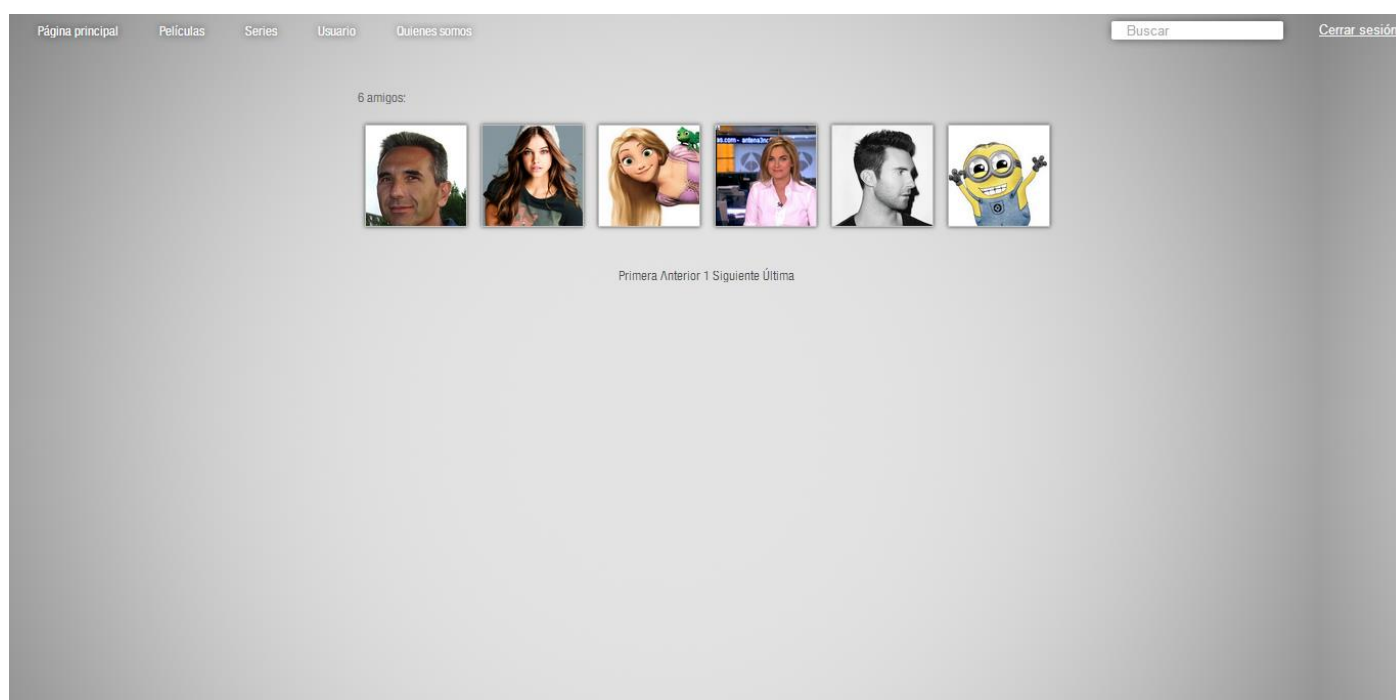 Página principal Películas Series Usuario Quienes somos Buscar Cerrar sesión
6 amigos:
Primera Anterior 1 Siguiente Última